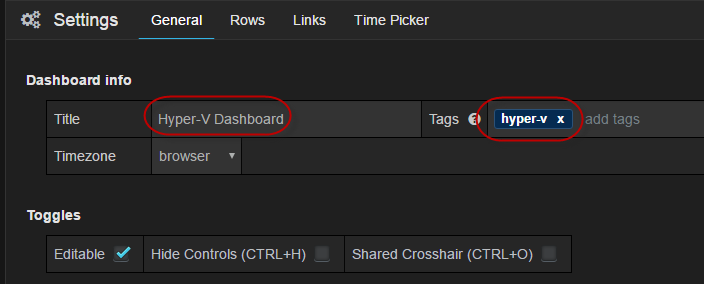 Settings General Rows Links Time Picker
Dashboard info
Title Hyper-V Dashboard Tags hyper-v x add tags
Timezone browser
Toggles
Editable Hide Controls (CTRL+H) Shared Crosshair (CTRL+O)